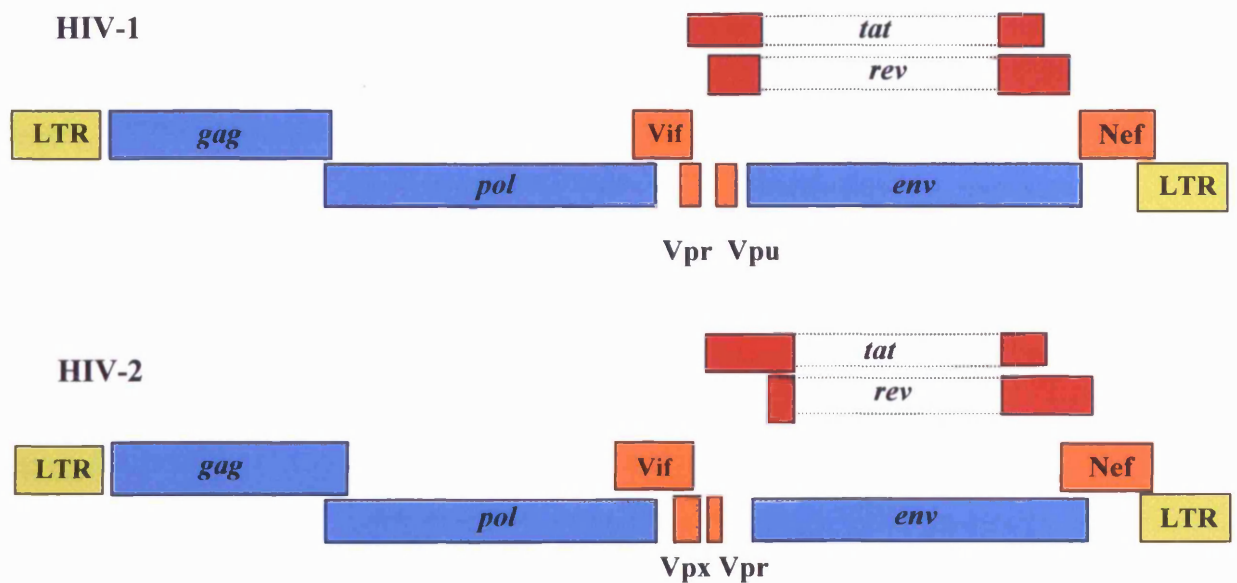 HIV-1
tat
rev
LTR gag Vif Nef
pol env LTR
Vpr Vpu
HIV-2
tat
rev
LTR gag Vif Nef
pol env LTR
Vpx Vpr